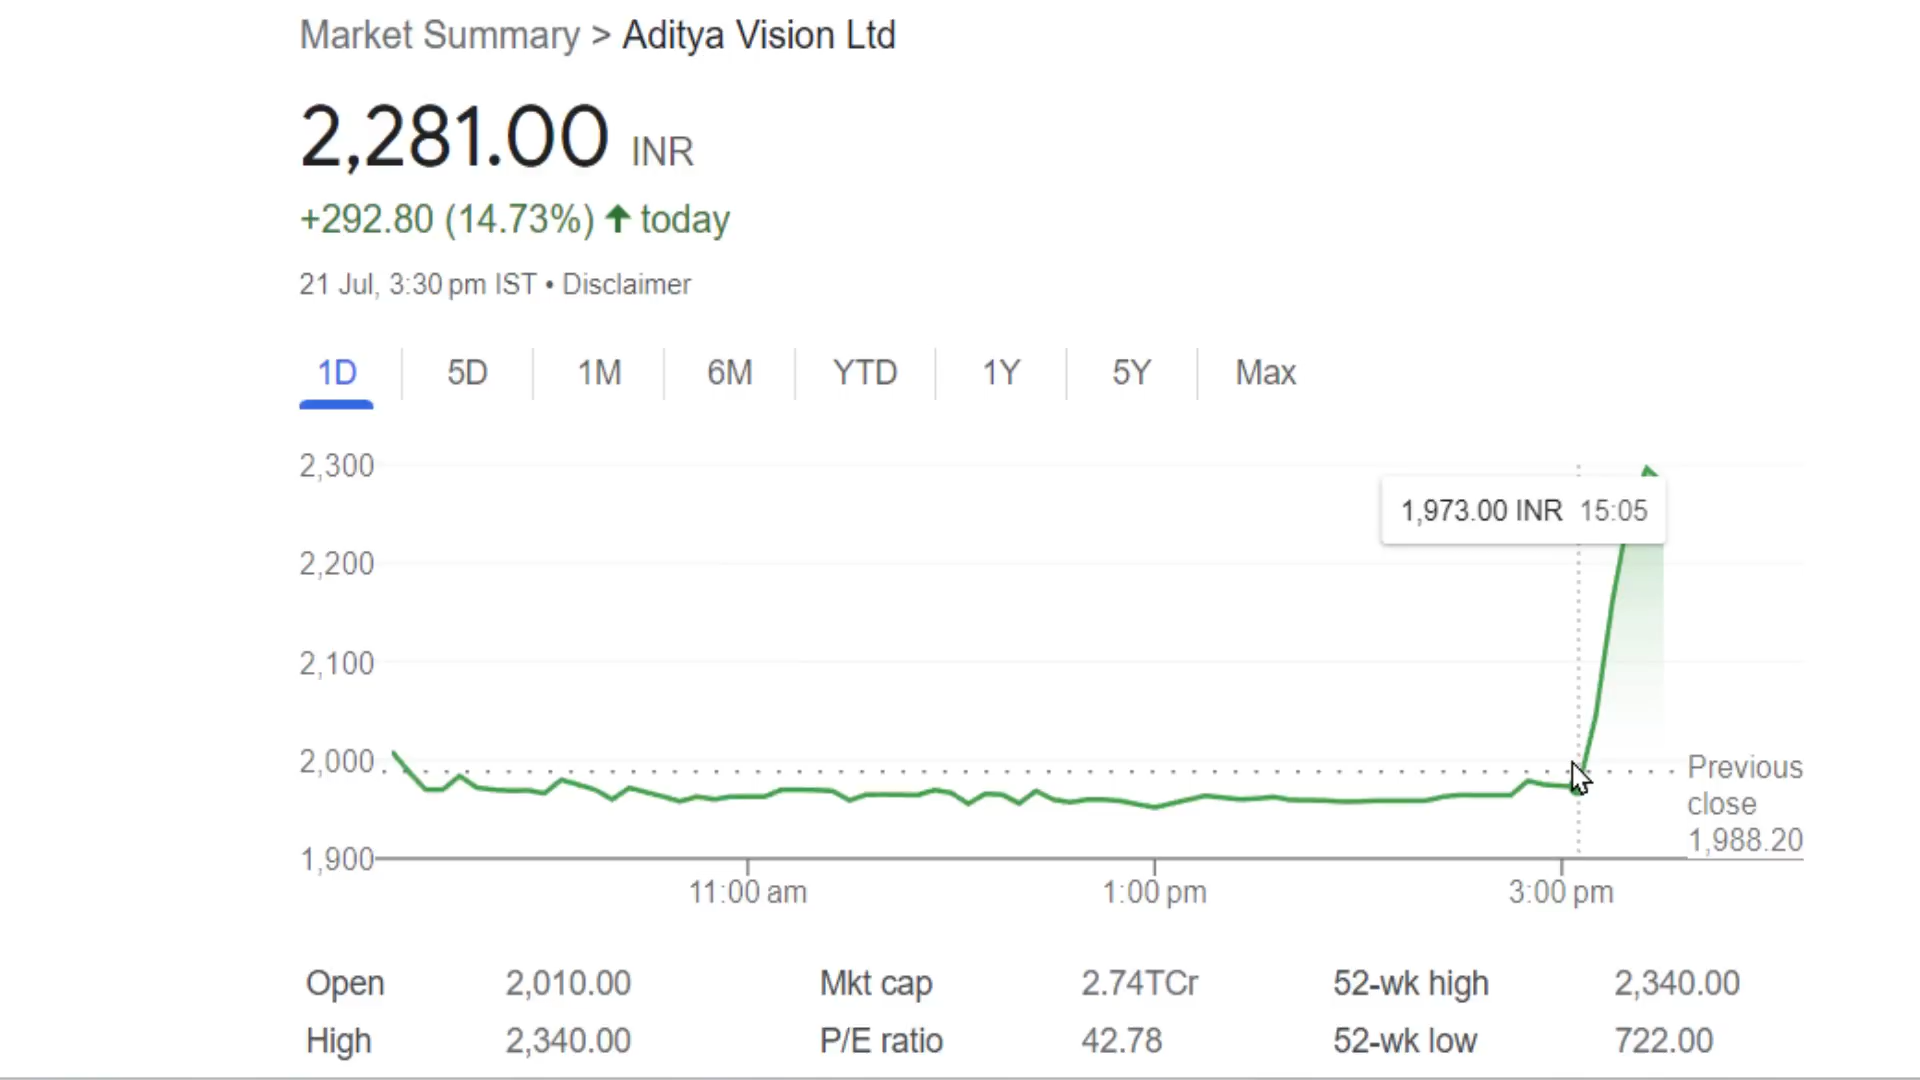 Market Summary > Aditya Vision Ltd
2,281.00 INR
+292.80 (14.73%) ↑ today
21 Jul, 3:30 pm IST • Disclaimer
1D 5D 1M 6M YTD 1Y 5Y Max
2,300
1,973.00 INR 15:05
2,200
2,100
2,000
Previous
close
1,988.20
1,900
11:00 am 1:00 pm 3:00 pm
Open 2,010.00 Mkt cap 2.74TCr 52-wk high 2,340.00
High 2,340.00 P/E ratio 42.78 52-wk low 722.00